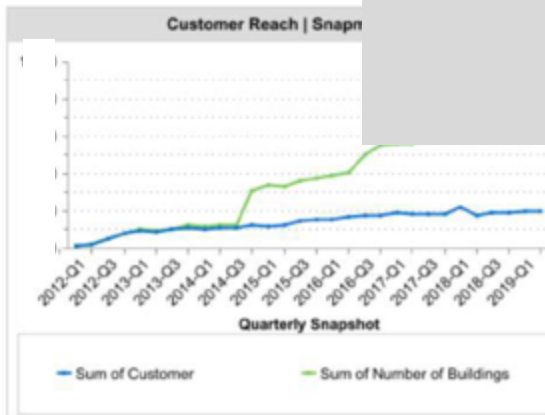 Customer Reach |
2012-Q1
2012-Q3
2013-Q1
2013-Q3
2014-Q1
2014-Q3
2015-Q1
2015-Q3
2016-Q1
2016-Q3
2017-Q1
2017-Q3
2018-Q1
2018-Q3
2019-Q1
Quarterly Snapshot
Sum of Customer
Sum of Number of Buildings